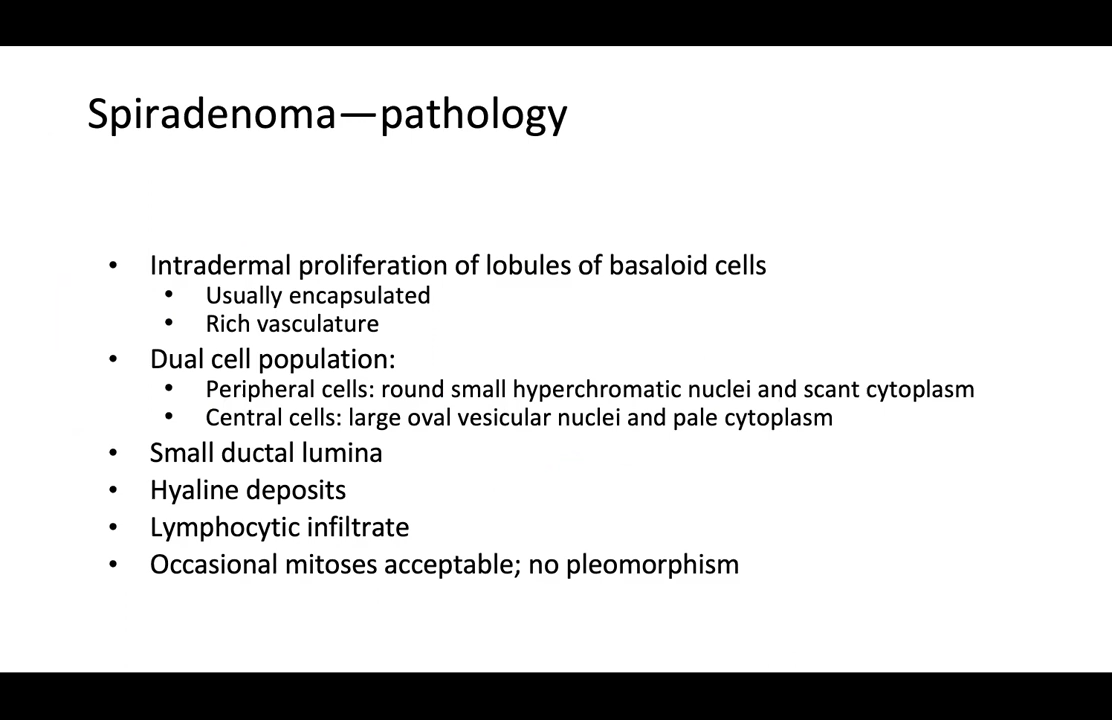 Spiradenoma—pathology
• Intradermal proliferation of lobules of basaloid cells
• Usually encapsulated
• Rich vasculature
• Dual cell population:
• Peripheral cells: round small hyperchromatic nuclei and scant cytoplasm
• Central cells: large oval vesicular nuclei and pale cytoplasm
• Small ductal lumina
• Hyaline deposits
• Lymphocytic infiltrate
• Occasional mitoses acceptable; no pleomorphism